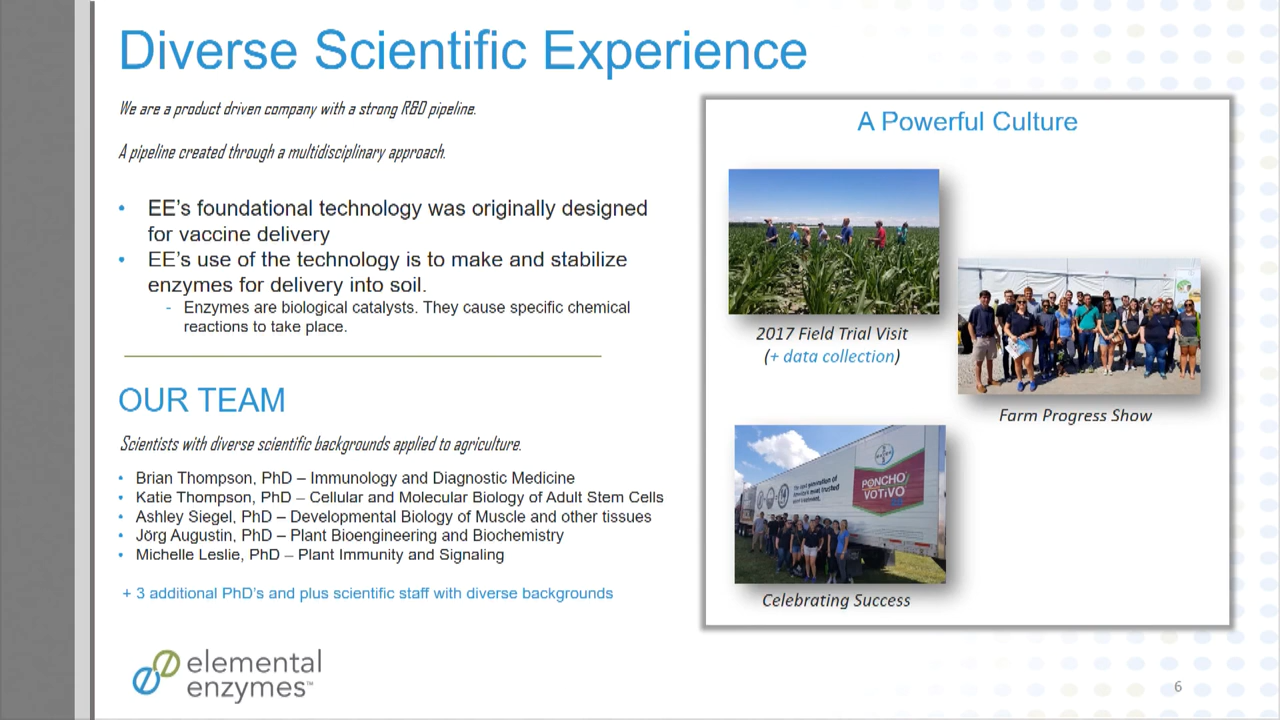 Diverse Scientific Experience
We are a product driven company with a strong R&D pipeline.
A pipeline created through a multidisciplinary approach.
• EE’s foundational technology was originally designed
for vaccine delivery
• EE’s use of the technology is to make and stabilize
enzymes for delivery into soil.
- Enzymes are biological catalysts. They cause specific chemical
reactions to take place.
OUR TEAM
Scientists with diverse scientific backgrounds applied to agriculture.
• Brian Thompson, PhD – Immunology and Diagnostic Medicine
• Katie Thompson, PhD – Cellular and Molecular Biology of Adult Stem Cells
• Ashley Siegel, PhD – Developmental Biology of Muscle and other tissues
• Jörg Augustin, PhD – Plant Bioengineering and Biochemistry
• Michelle Leslie, PhD – Plant Immunity and Signaling
+ 3 additional PhD’s and plus scientific staff with diverse backgrounds
elemental
enzymes™
A Powerful Culture
2017 Field Trial Visit
(+ data collection)
Farm Progress Show
BAYER
PONCHO
VOTiVO
Celebrating Success
6